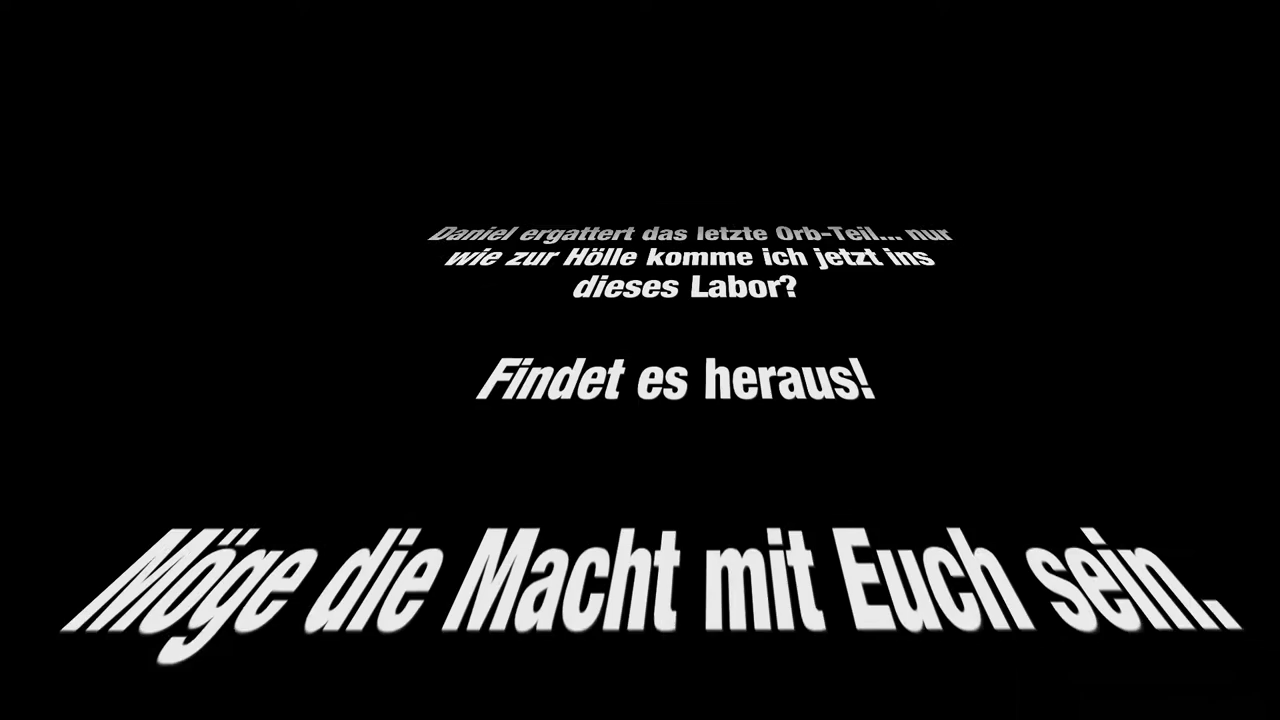 Daniel ergattert das letzte Orb-Teil... nur
wie zur Hölle komme ich jetzt ins
dieses Labor?
Findet es heraus!
Möge die Macht mit Euch sein.